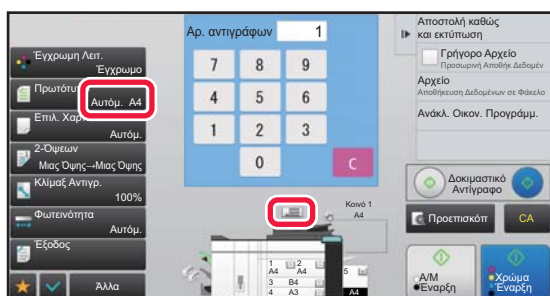 Αρ. αντιγράφων 1
Έγχρωμη Λειτ.
Έγχρωμο
Πρωτότυ
Αυτόμ. A4
Επιλ. Χαρ
Αυτόμ.
2-Όψεων
Μιας Όψης→Μιας Όψης
Κλίμαξ Αντιγρ.
100%
Φωτεινότητα
Αυτόμ.
Έξοδος
Άλλα
7 8 9
4 5 6
1 2 3
0 C
Κοινό 1
A4
1 2
A4 A4
3 B4
4 A3
5
A4
Αποστολή καθώς
και εκτύπωση
Γρήγορο Αρχείο
Προσωρινή Αποθήκ Δεδομέν
Αρχείο
Αποθήκευση Δεδομένων σε Φάκελο
Ανάκλ. Οικον. Προγράμμ.
Δοκιμαστικό
Αντίγραφο
Προεπισκόπ
CA
Α/Μ
Έναρξη
Χρώμα
Έναρξη